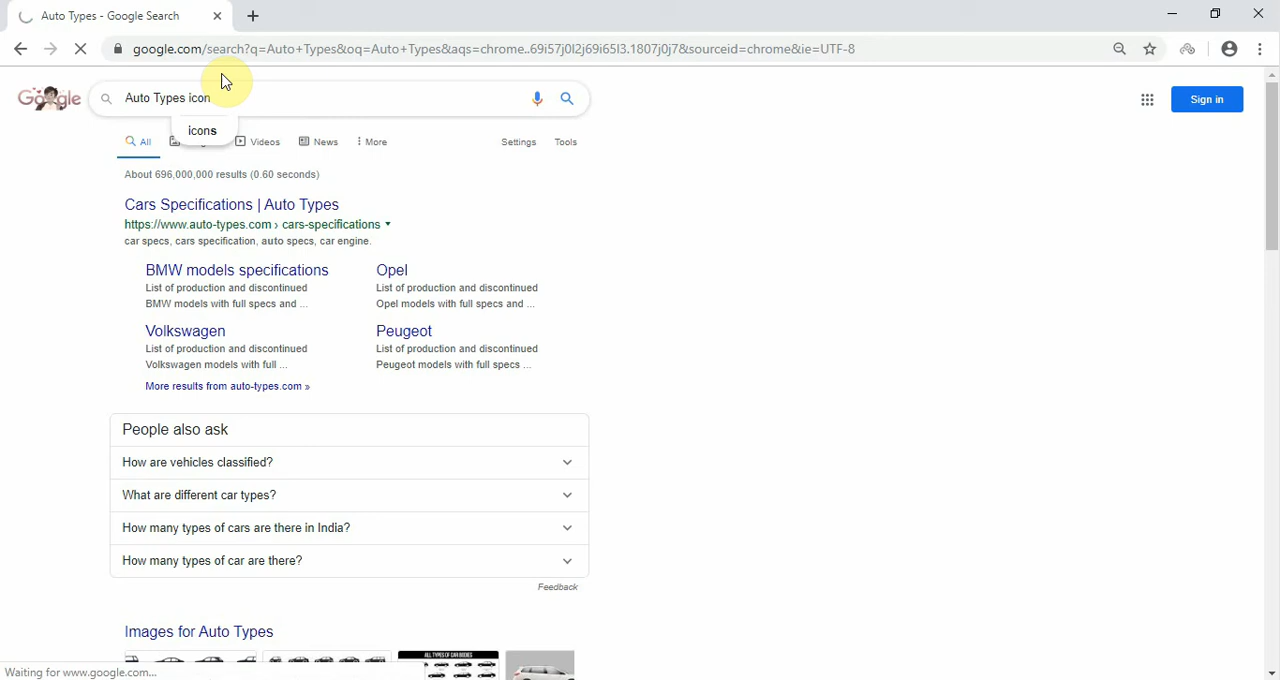 Auto Types - Google Search
google.com/search?q=Auto+Types&oq=Auto+Types&aqs=chrome..69i57j0l2j69i65l3.1807j0j7&sourceid=chrome&ie=UTF-8
Google
Auto Types icon
Sign in
icons
All
Videos
News
More
Settings
Tools
About 696,000,000 results (0.60 seconds)
Cars Specifications | Auto Types
https://www.auto-types.com › cars-specifications
car specs, cars specification, auto specs, car engine.
BMW models specifications
List of production and discontinued
BMW models with full specs and ...
Opel
List of production and discontinued
Opel models with full specs and ...
Volkswagen
List of production and discontinued
Volkswagen models with full ...
Peugeot
List of production and discontinued
Peugeot models with full specs ...
More results from auto-types.com »
People also ask
How are vehicles classified?
What are different car types?
How many types of cars are there in India?
How many types of car are there?
Feedback
Images for Auto Types
ALL TYPES OF CAR BODIES
Waiting for www.google.com...